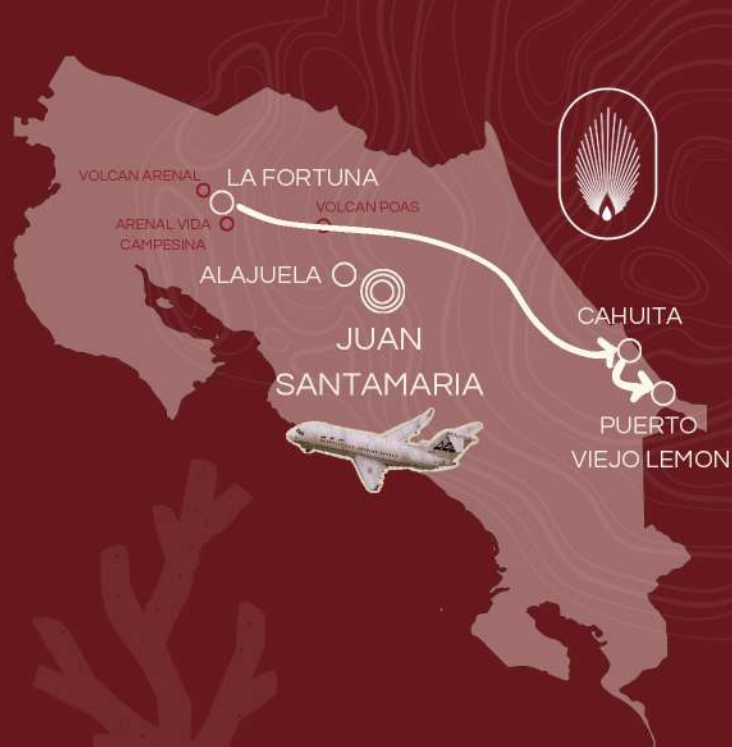 VOLCAN ARENAL
LA FORTUNA
ARENAL VIDA
CAMPESINA
VOLCAN POAS
ALAJUELA
JUAN
SANTAMARIA
CAHUITA
PUERTO
VIEJO LEMON